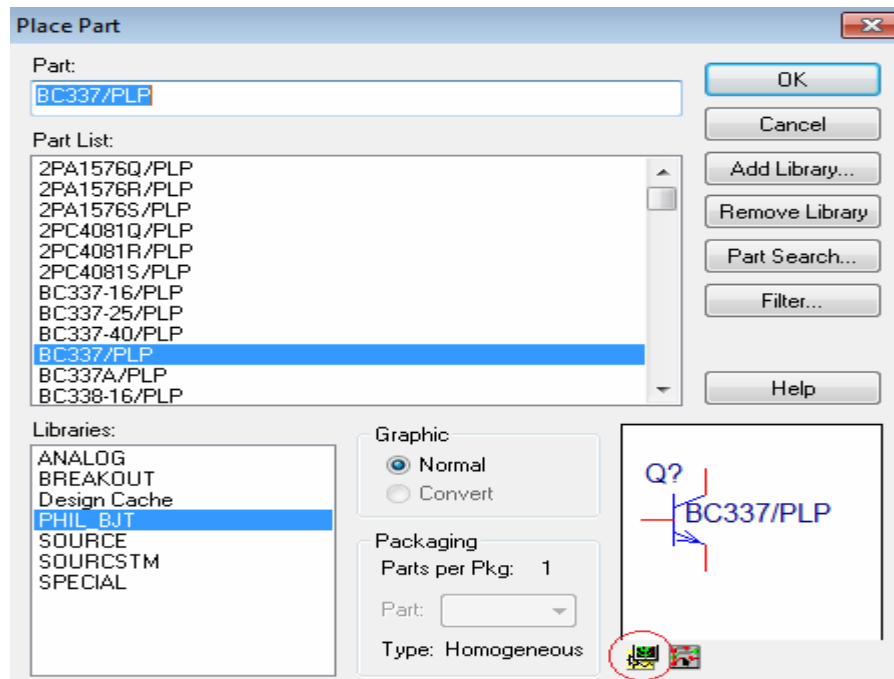 Place Part
Part:
BC337/PLP
OK
Cancel
Part List:
2PA1576Q/PLP
2PA1576R/PLP
2PA1576S/PLP
2PC4081Q/PLP
2PC4081R/PLP
2PC4081S/PLP
BC337-16/PLP
BC337-25/PLP
BC337-40/PLP
BC337/PLP
BC337A/PLP
BC338-16/PLP
Add Library...
Remove Library
Part Search...
Filter...
Help
Libraries:
ANALOG
BREAKOUT
Design Cache
PHIL_BJT
SOURCE
SOURCSTM
SPECIAL
Graphic
Normal
Convert
Packaging
Parts per Pkg: 1
Part:
Type: Homogeneous
Q?
BC337/PLP